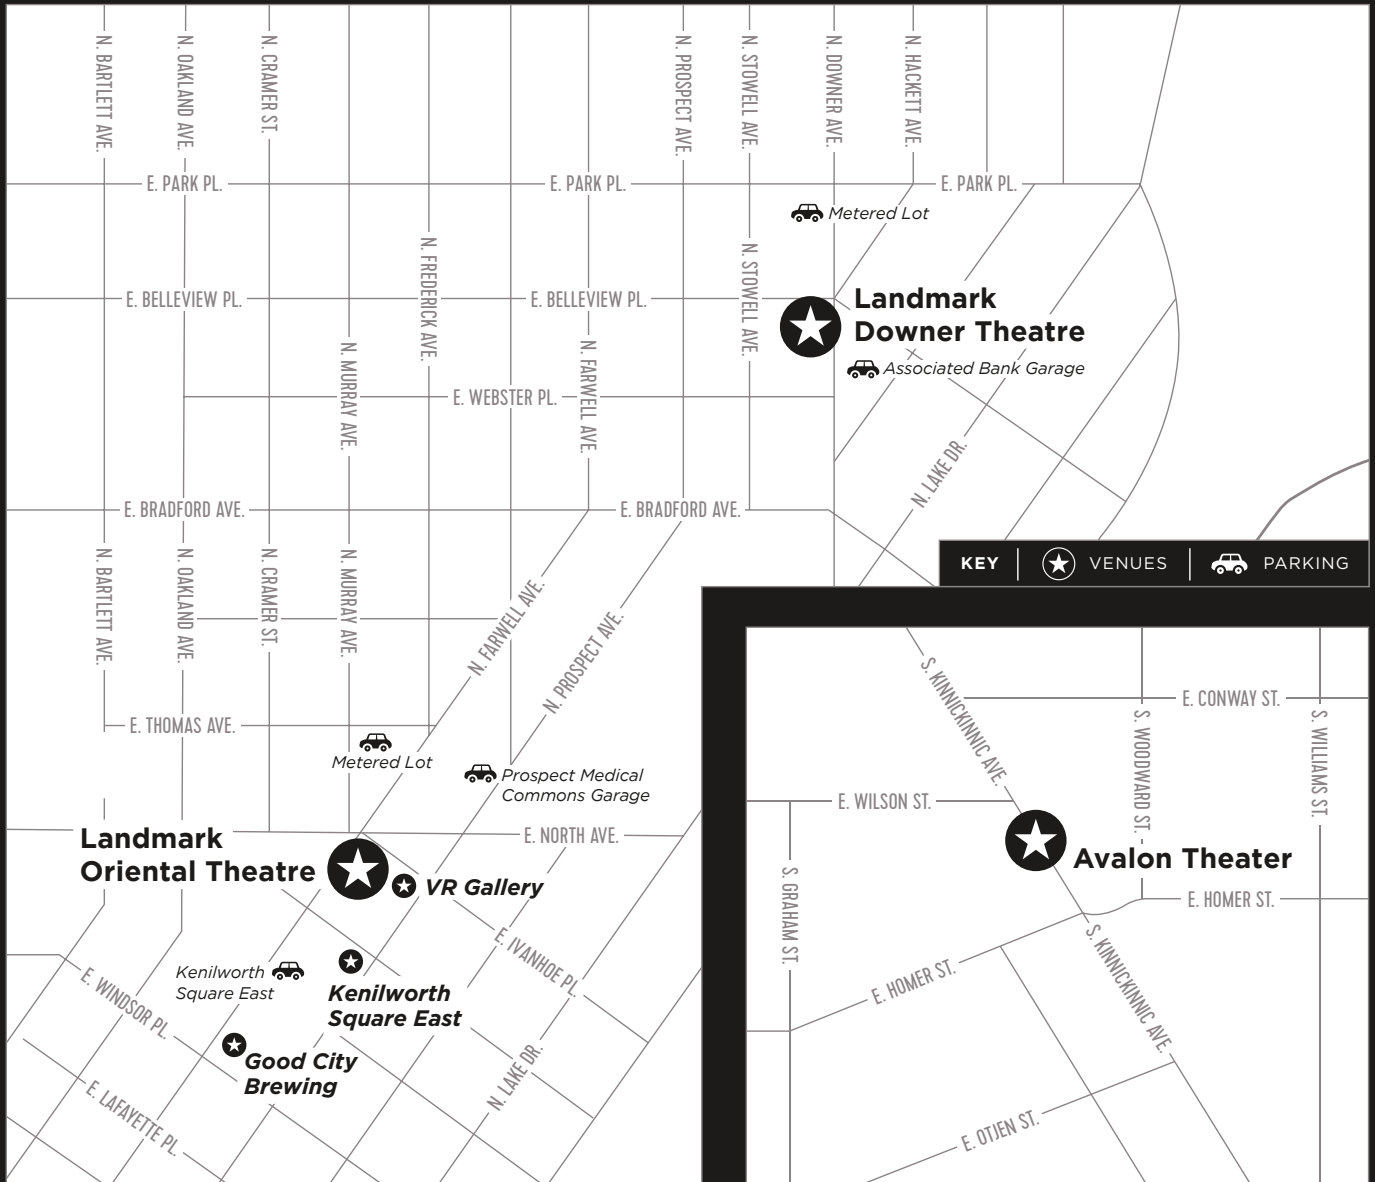 N. BARTLETT AVE.
N. OAKLAND AVE.
N. CRAMER ST.
N. PROSPECT AVE.
N. STOWELL AVE.
N. DOWNER AVE.
N. HACKETT AVE.
E. PARK PL.
E. PARK PL.
E. PARK PL.
Metered Lot
N. FREDERICK AVE.
N. STOWELL AVE.
E. BELLEVIEW PL.
E. BELLEVIEW PL.
Landmark
Downer Theatre
N. MURRAY AVE.
N. FARWELL AVE.
Associated Bank Garage
E. WEBSTER PL.
N. LAKE DR.
E. BRADFORD AVE.
E. BRADFORD AVE.
N. BARTLETT AVE.
N. OAKLAND AVE.
N. CRAMER ST.
N. MURRAY AVE.
KEY
VENUES
PARKING
N. FARWELL AVE.
N. PROSPECT AVE.
E. THOMAS AVE.
Metered Lot
Prospect Medical
Commons Garage
Landmark
Oriental Theatre
E. NORTH AVE.
VR Gallery
E. IVANHOE PL.
Kenilworth
Square East
Kenilworth
Square East
E. WINDSOR PL.
Good City
Brewing
N. LAKE DR.
E. LAFAYETTE PL.
S. KINNICKINNIC AVE.
E. CONWAY ST.
S. WOODWARD ST.
S. WILLIAMS ST.
E. WILSON ST.
Avalon Theater
S. GRAHAM ST.
E. HOMER ST.
E. HOMER ST.
S. KINNICKINNIC AVE.
E. OTJEN ST.